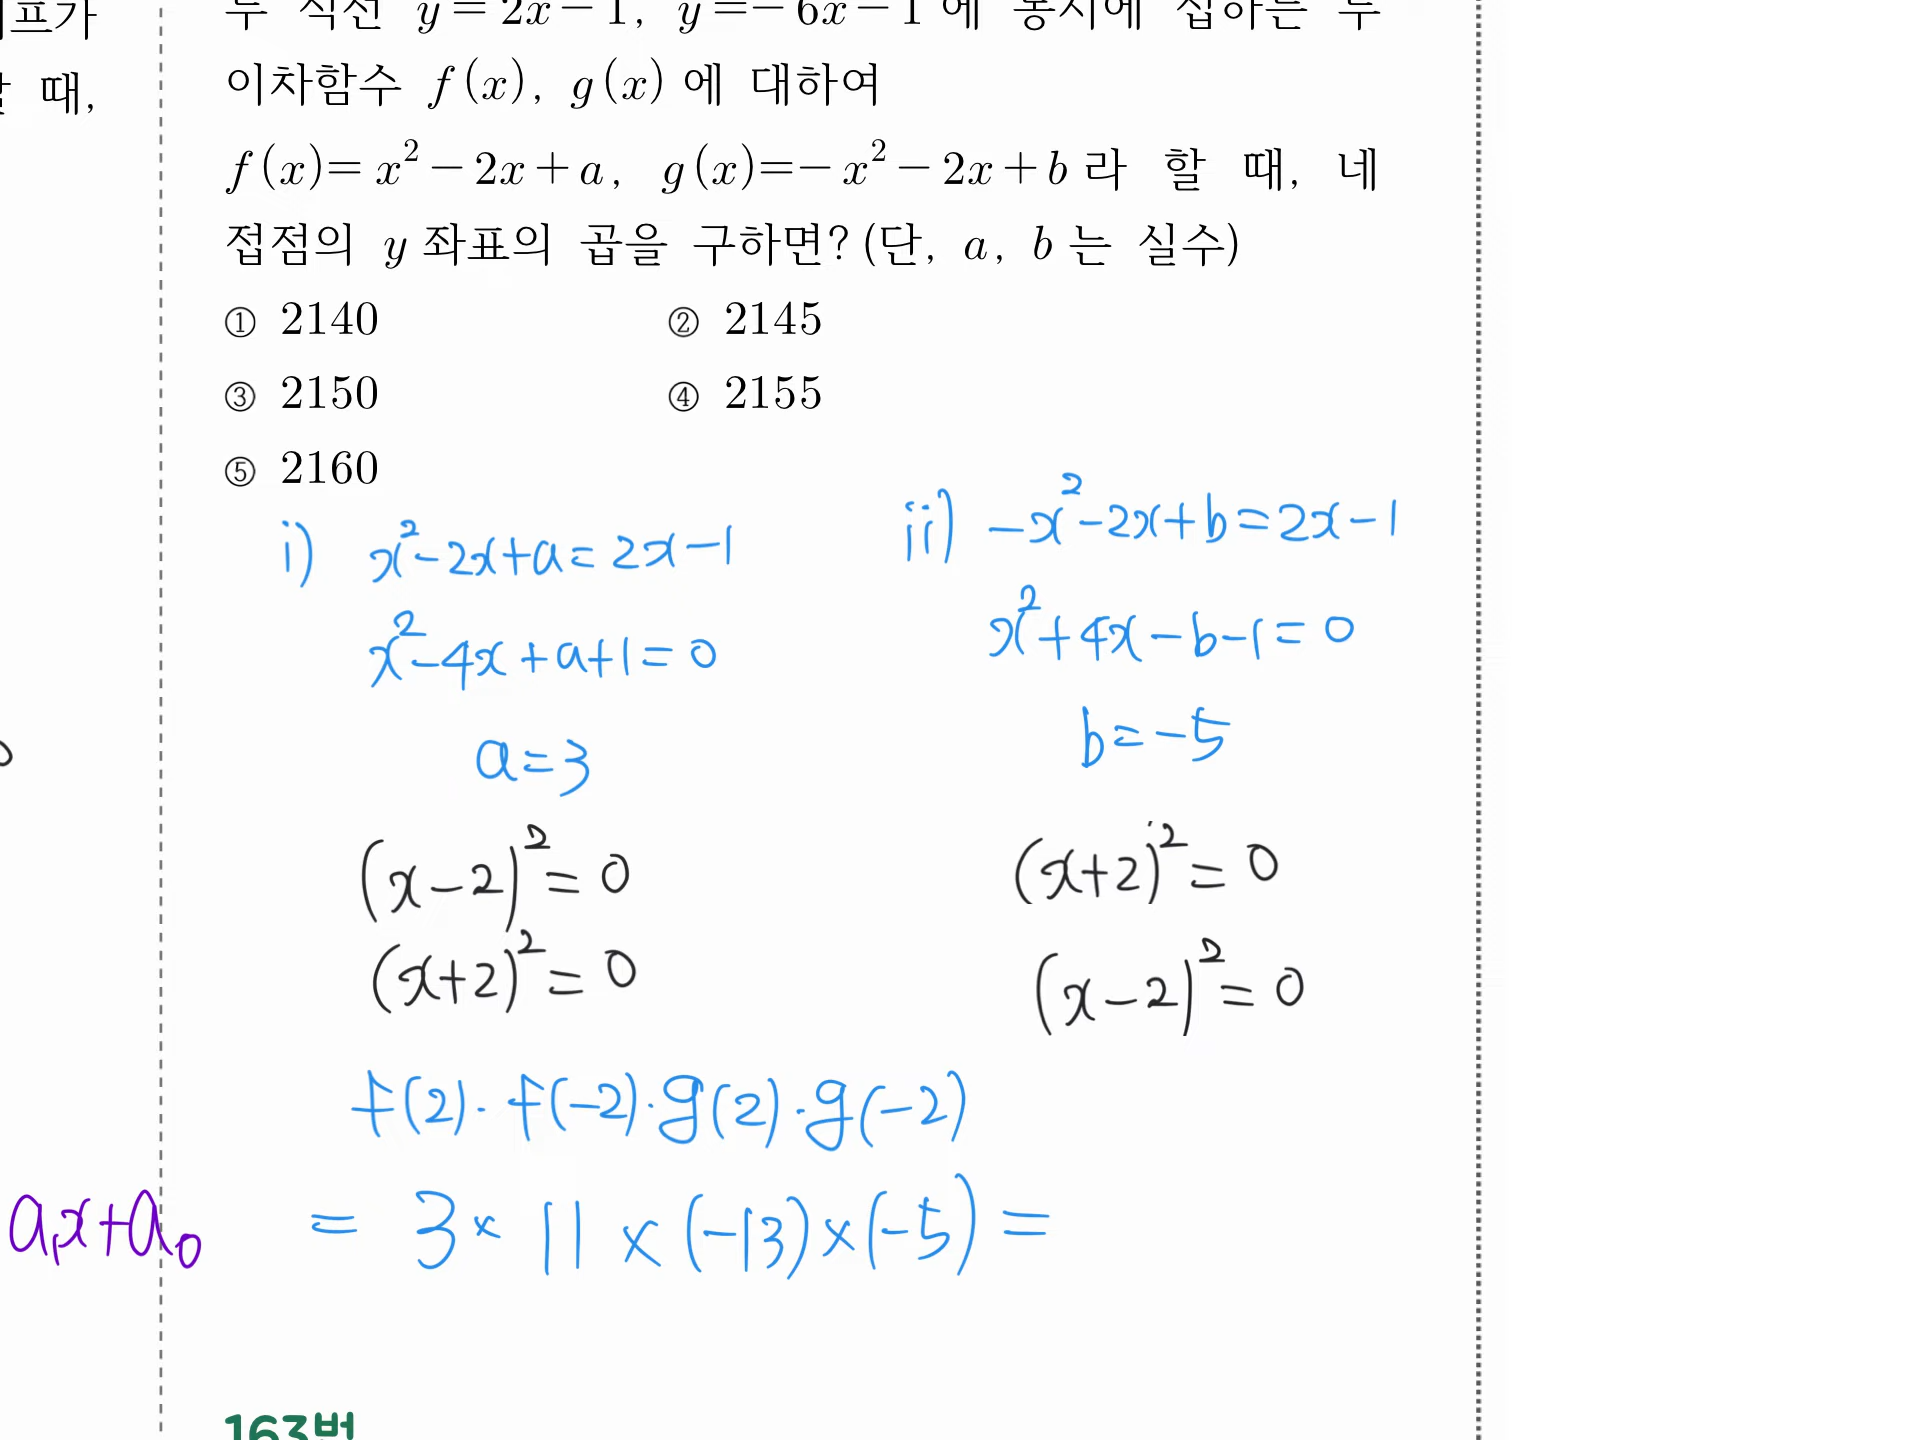 프가
때,
두 직선 y = 2x − 1, y = − 6x − 1 에 동시에 접하는 두
이차함수 f(x), g(x) 에 대하여
f(x) = x² − 2x + a, g(x) = − x² − 2x + b 라 할 때, 네
접점의 y 좌표의 곱을 구하면? (단, a, b 는 실수)
① 2140 ② 2145
③ 2150 ④ 2155
⑤ 2160
i) x² − 2x + a = 2x − 1
x² − 4x + a + 1 = 0
a = 3
(x − 2)² = 0
(x + 2)² = 0
ii) −x² − 2x + b = 2x − 1
x² + 4x − b − 1 = 0
b = −5
(x + 2)² = 0
(x − 2)² = 0
f(2) · f(−2) · g(2) · g(−2)
= 3 × 11 × (−13) × (−5) =
a₁x + a₀
163번